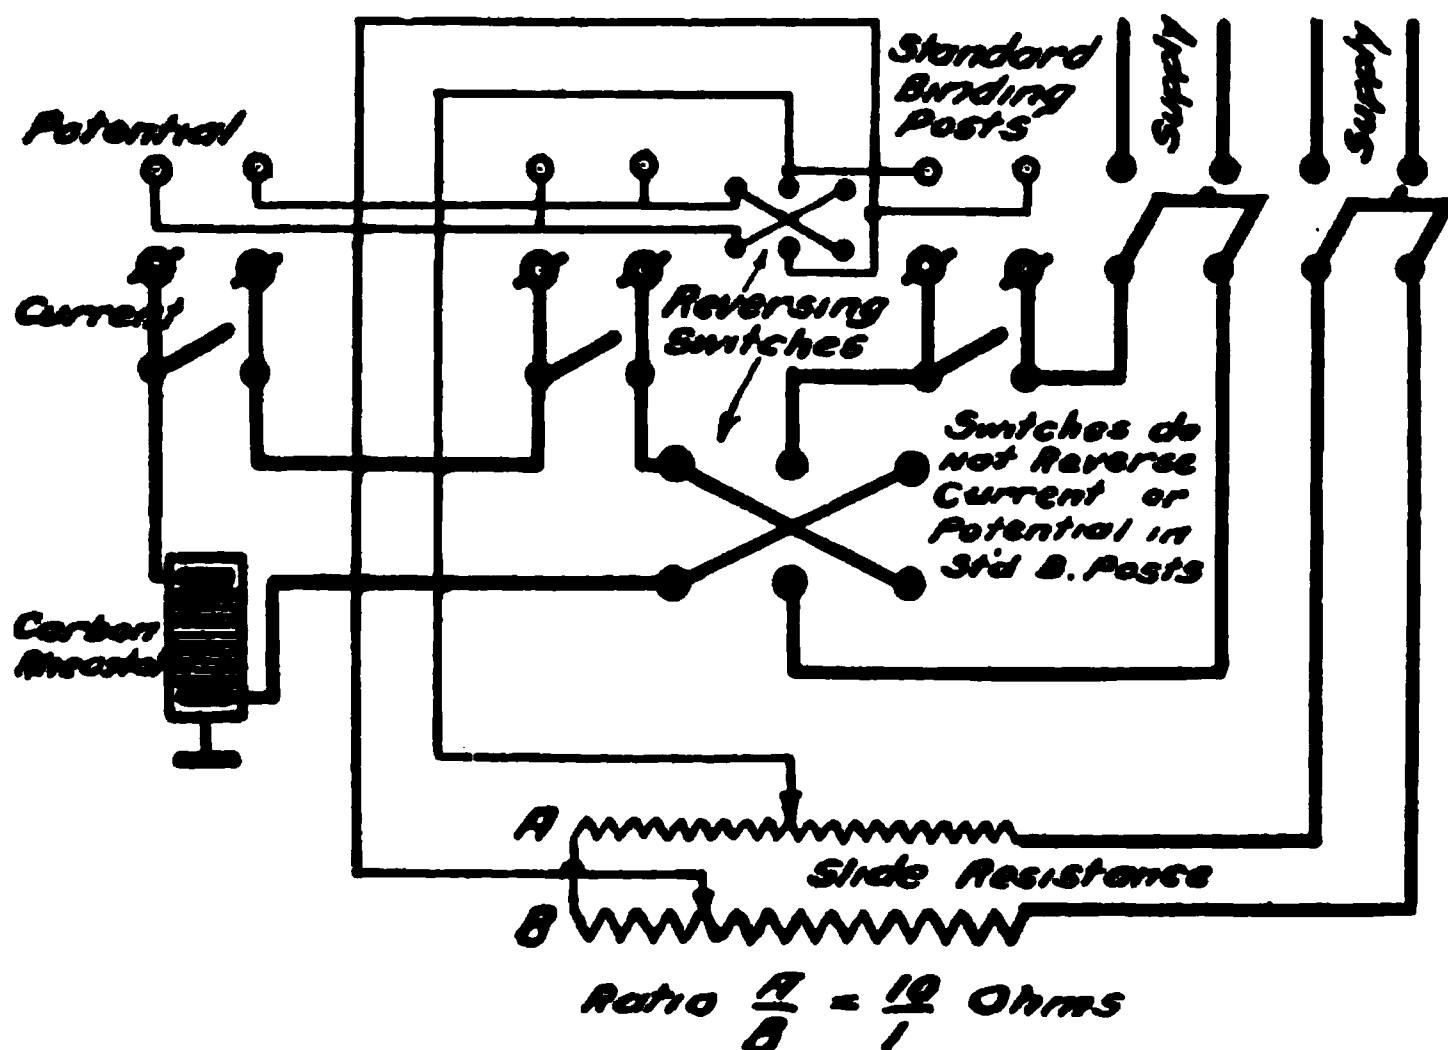 Standard
Binding
Posts
Supply
Supply
Potential
Current
Reversing
Switches
Switches do
Not Reverse
Current or
Potential in
St'd B. Posts
Carbon
Rheostat
A
Slide Resistance
B
Ratio A/B = 10/1 Ohms